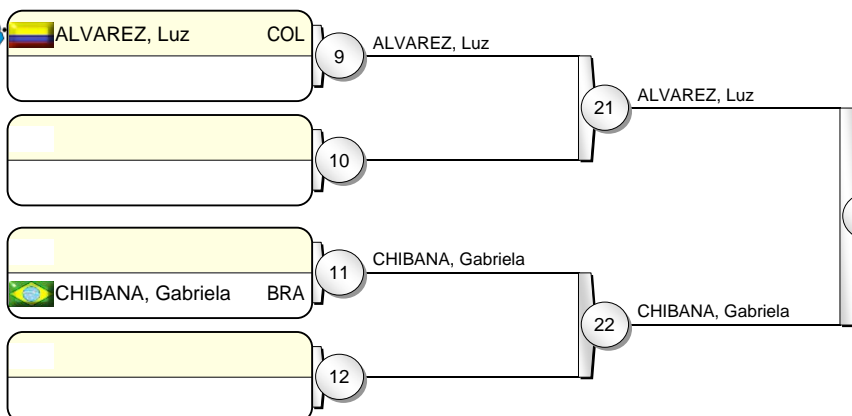 ALVAREZ, Luz COL
9
ALVAREZ, Luz
21
ALVAREZ, Luz
10
11
CHIBANA, Gabriela
CHIBANA, Gabriela BRA
22
CHIBANA, Gabriela
12